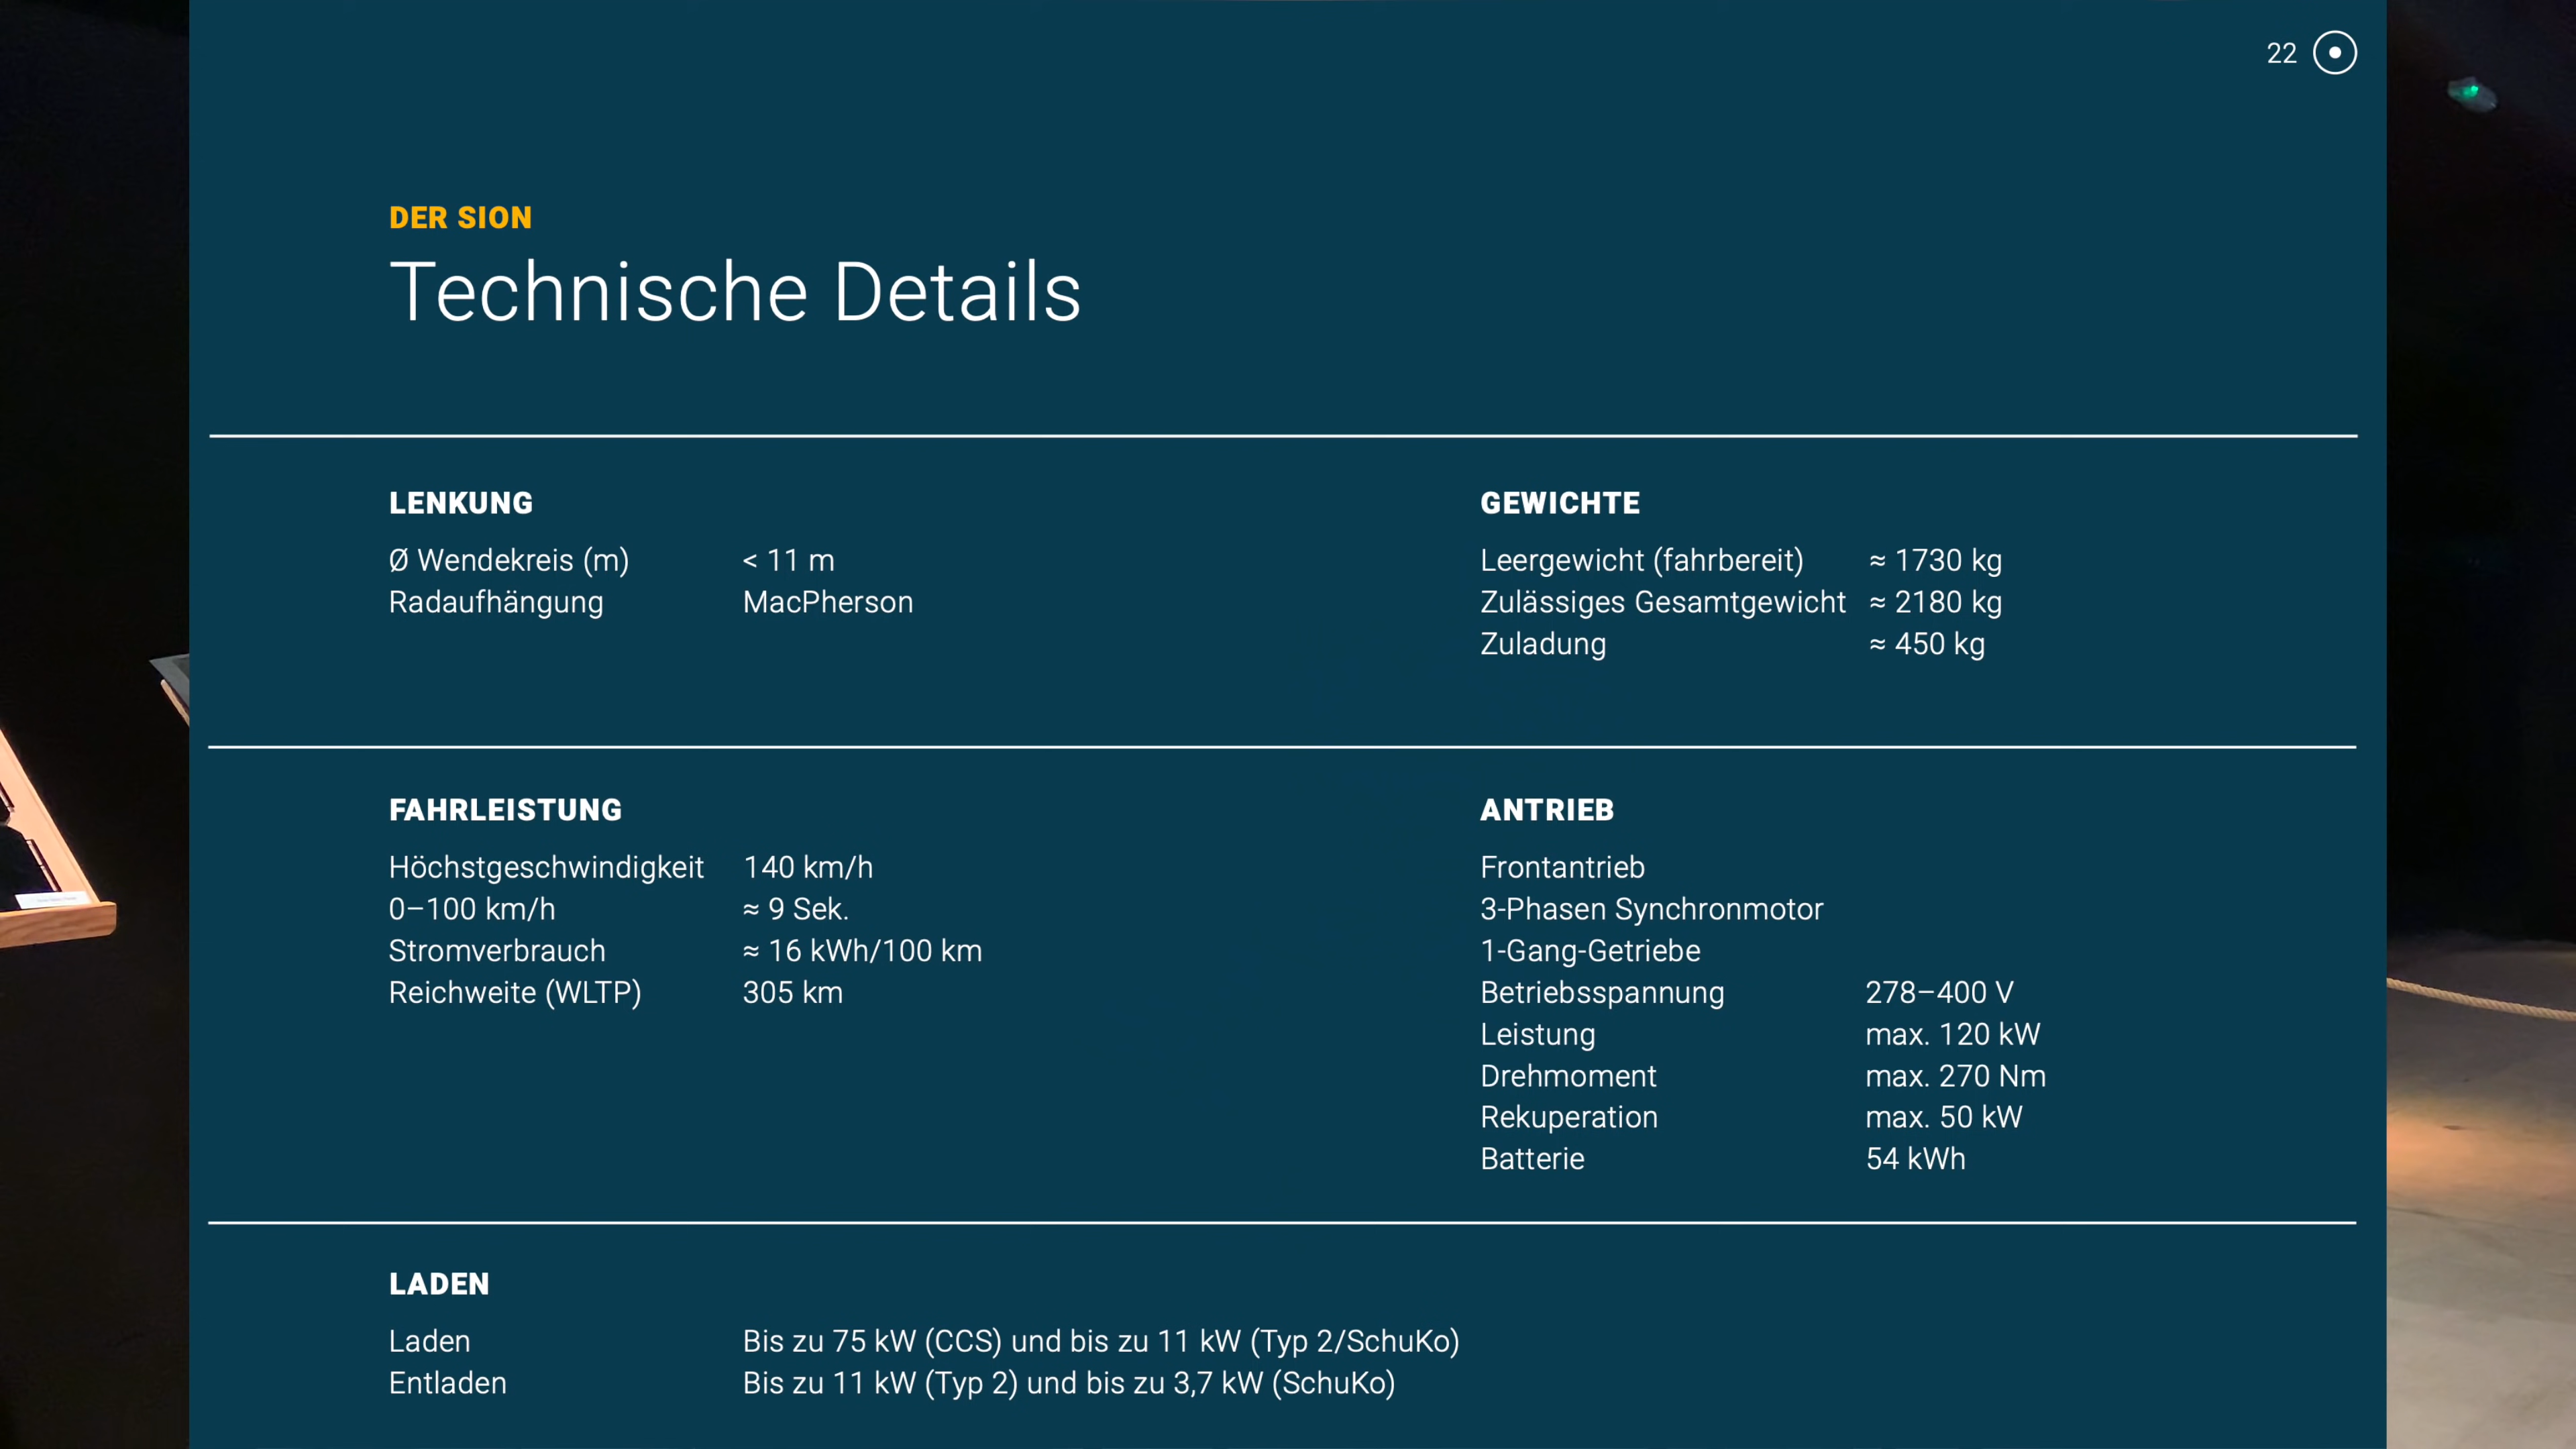 22
DER SION
Technische Details
LENKUNG
Ø Wendekreis (m) < 11 m
Radaufhängung MacPherson
GEWICHTE
Leergewicht (fahrbereit) ≈ 1730 kg
Zulässiges Gesamtgewicht ≈ 2180 kg
Zuladung ≈ 450 kg
FAHRLEISTUNG
Höchstgeschwindigkeit 140 km/h
0–100 km/h ≈ 9 Sek.
Stromverbrauch ≈ 16 kWh/100 km
Reichweite (WLTP) 305 km
ANTRIEB
Frontantrieb
3-Phasen Synchronmotor
1-Gang-Getriebe
Betriebsspannung 278–400 V
Leistung max. 120 kW
Drehmoment max. 270 Nm
Rekuperation max. 50 kW
Batterie 54 kWh
LADEN
Laden Bis zu 75 kW (CCS) und bis zu 11 kW (Typ 2/SchuKo)
Entladen Bis zu 11 kW (Typ 2) und bis zu 3,7 kW (SchuKo)